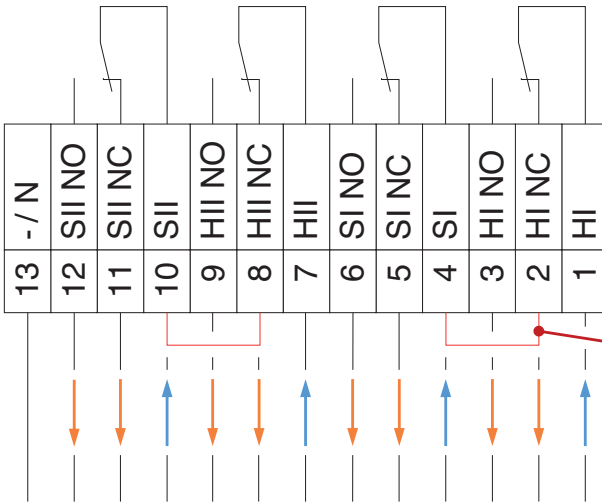 13 - / N
12 SII NO
11 SII NC
10 SII
9 HII NO
8 HII NC
7 HII
6 SI NO
5 SI NC
4 SI
3 HI NO
2 HI NC
1 HI